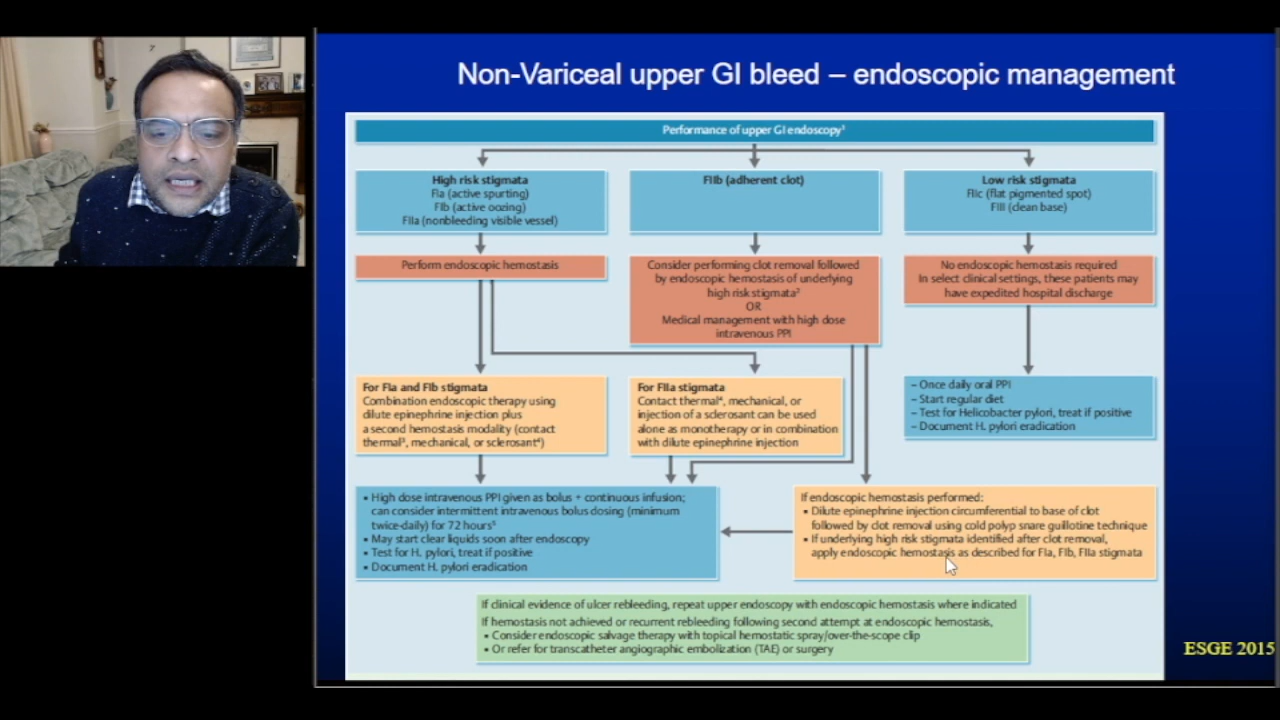 Non-Variceal upper GI bleed – endoscopic management
Performance of upper GI endoscopy¹
High risk stigmata
FIa (active spurting)
FIb (active oozing)
FIIa (nonbleeding visible vessel)
FIIb (adherent clot)
Low risk stigmata
FIIc (flat pigmented spot)
FIII (clean base)
Perform endoscopic hemostasis
Consider performing clot removal followed
by endoscopic hemostasis of underlying
high risk stigmata²
OR
Medical management with high dose
intravenous PPI
No endoscopic hemostasis required
In select clinical settings, these patients may
have expedited hospital discharge
For FIa and FIb stigmata
Combination endoscopic therapy using
dilute epinephrine injection plus
a second hemostasis modality (contact
thermal³, mechanical, or sclerosant⁴)
For FIIa stigmata
Contact thermal⁴, mechanical, or
injection of a sclerosant can be used
alone as monotherapy or in combination
with dilute epinephrine injection
– Once daily oral PPI
– Start regular diet
– Test for Helicobacter pylori, treat if positive
– Document H. pylori eradication
▪ High dose intravenous PPI given as bolus + continuous infusion;
can consider intermittent intravenous bolus dosing (minimum
twice-daily) for 72 hours⁵
▪ May start clear liquids soon after endoscopy
▪ Test for H. pylori, treat if positive
▪ Document H. pylori eradication
If endoscopic hemostasis performed:
▪ Dilute epinephrine injection circumferential to base of clot
followed by clot removal using cold polyp snare guillotine technique
▪ If underlying high risk stigmata identified after clot removal,
apply endoscopic hemostasis as described for FIa, FIb, FIIa stigmata
If clinical evidence of ulcer rebleeding, repeat upper endoscopy with endoscopic hemostasis where indicated
If hemostasis not achieved or recurrent rebleeding following second attempt at endoscopic hemostasis,
▪ Consider endoscopic salvage therapy with topical hemostatic spray/over-the-scope clip
▪ Or refer for transcatheter angiographic embolization (TAE) or surgery
ESGE 2015